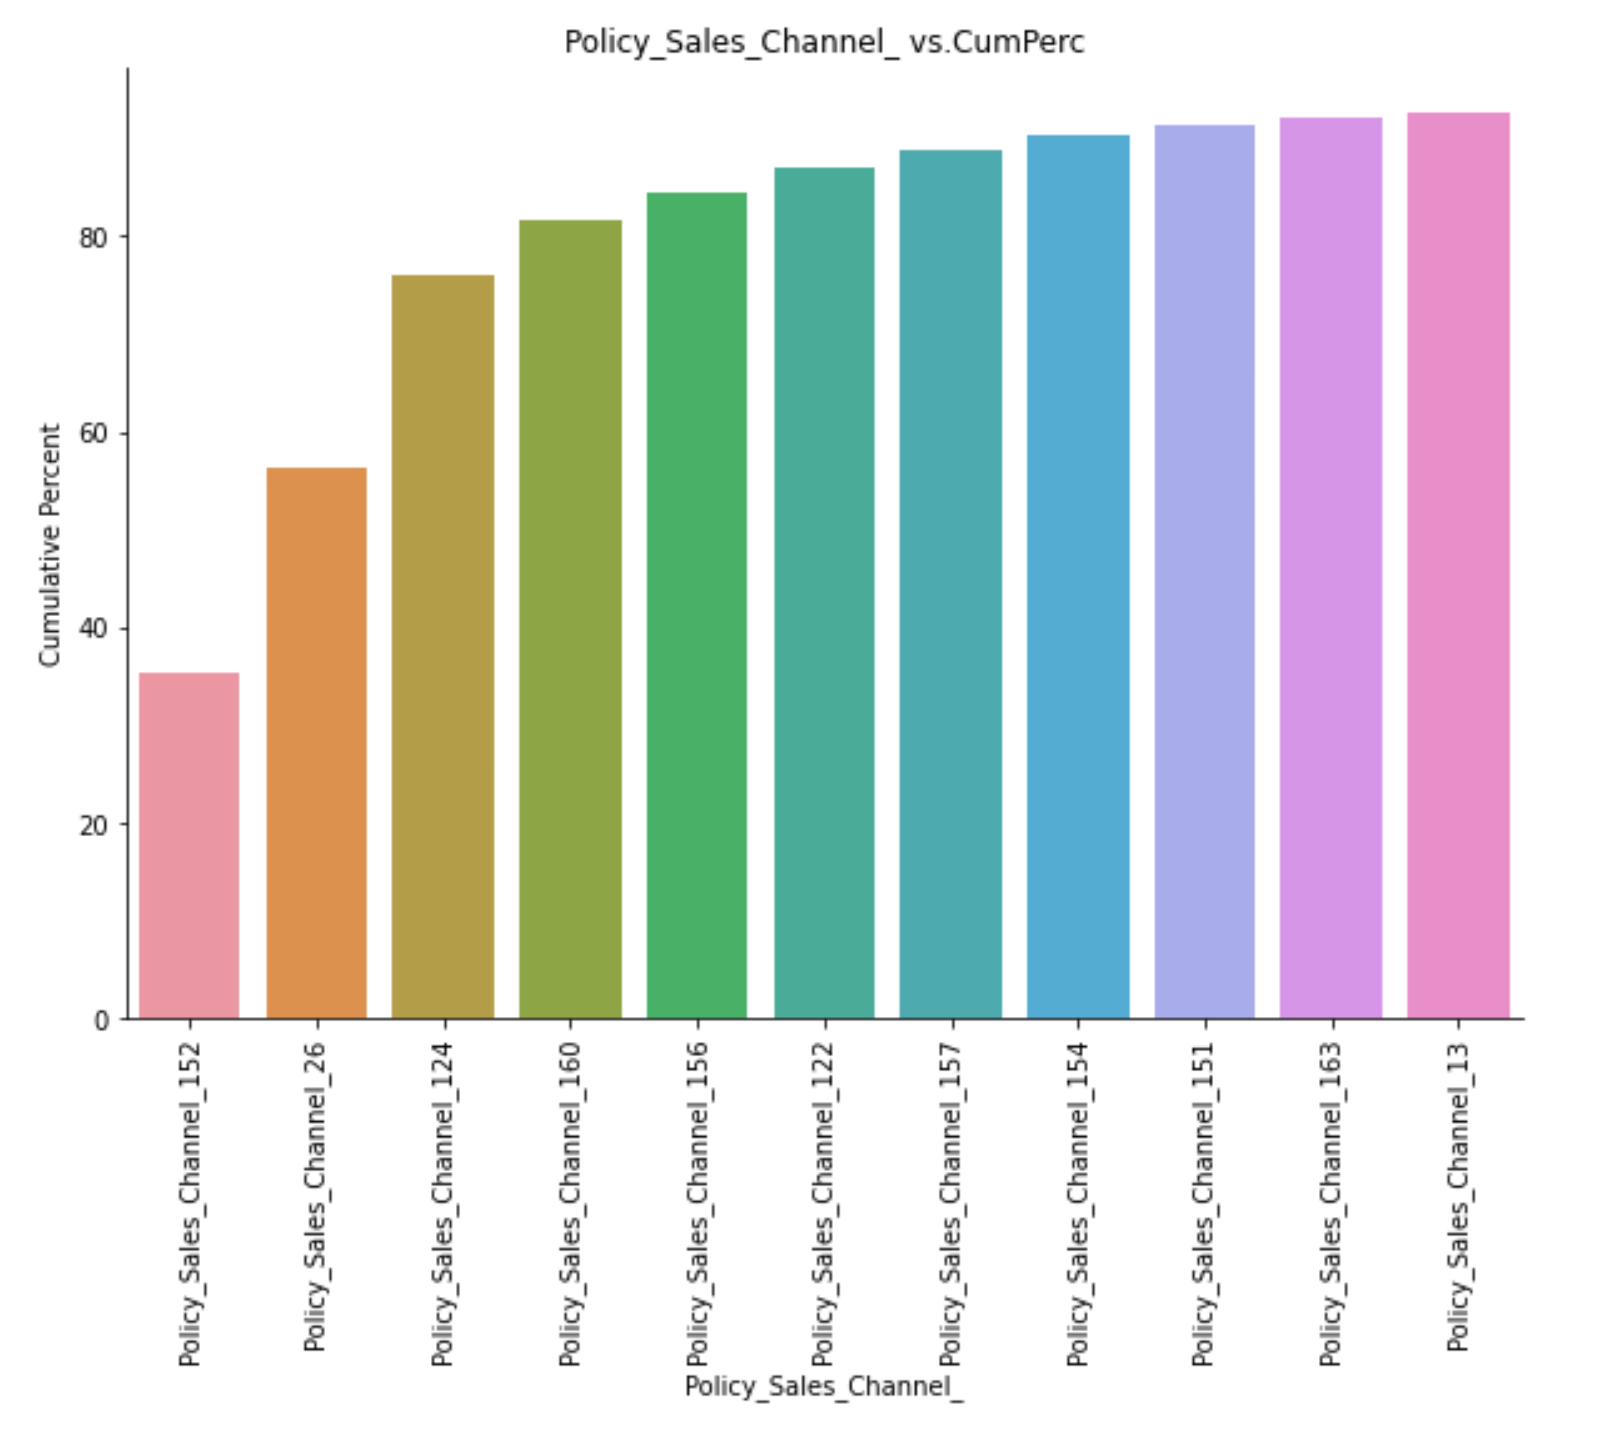 Policy_Sales_Channel_ vs.CumPerc
Cumulative Percent
80
60
40
20
0
Policy_Sales_Channel_152
Policy_Sales_Channel_26
Policy_Sales_Channel_124
Policy_Sales_Channel_160
Policy_Sales_Channel_156
Policy_Sales_Channel_122
Policy_Sales_Channel_157
Policy_Sales_Channel_154
Policy_Sales_Channel_151
Policy_Sales_Channel_163
Policy_Sales_Channel_13
Policy_Sales_Channel_